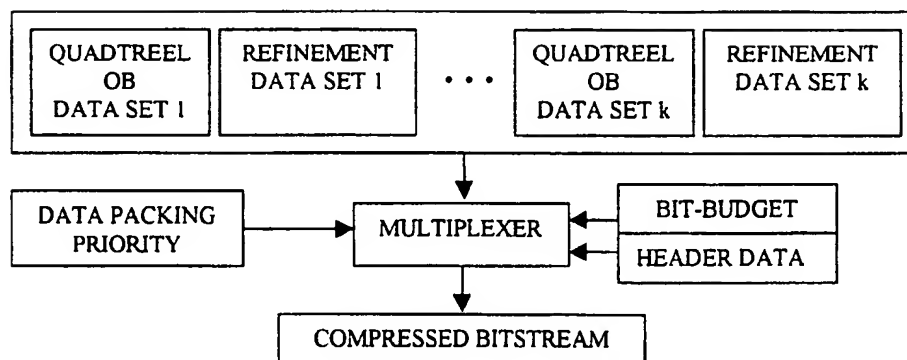 QUADTREEL
OB
DATA SET 1
REFINEMENT
DATA SET 1
• • •
QUADTREEL
OB
DATA SET k
REFINEMENT
DATA SET k
DATA PACKING
PRIORITY
MULTIPLEXER
BIT-BUDGET
HEADER DATA
COMPRESSED BITSTREAM